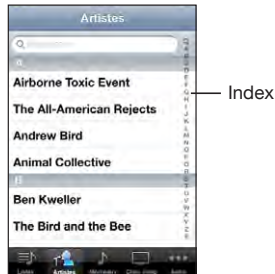 Artistes
A
Airborne Toxic Event
The All-American Rejects
Index
Andrew Bird
Animal Collective
B
Ben Kweller
The Bird and the Bee
Artistes